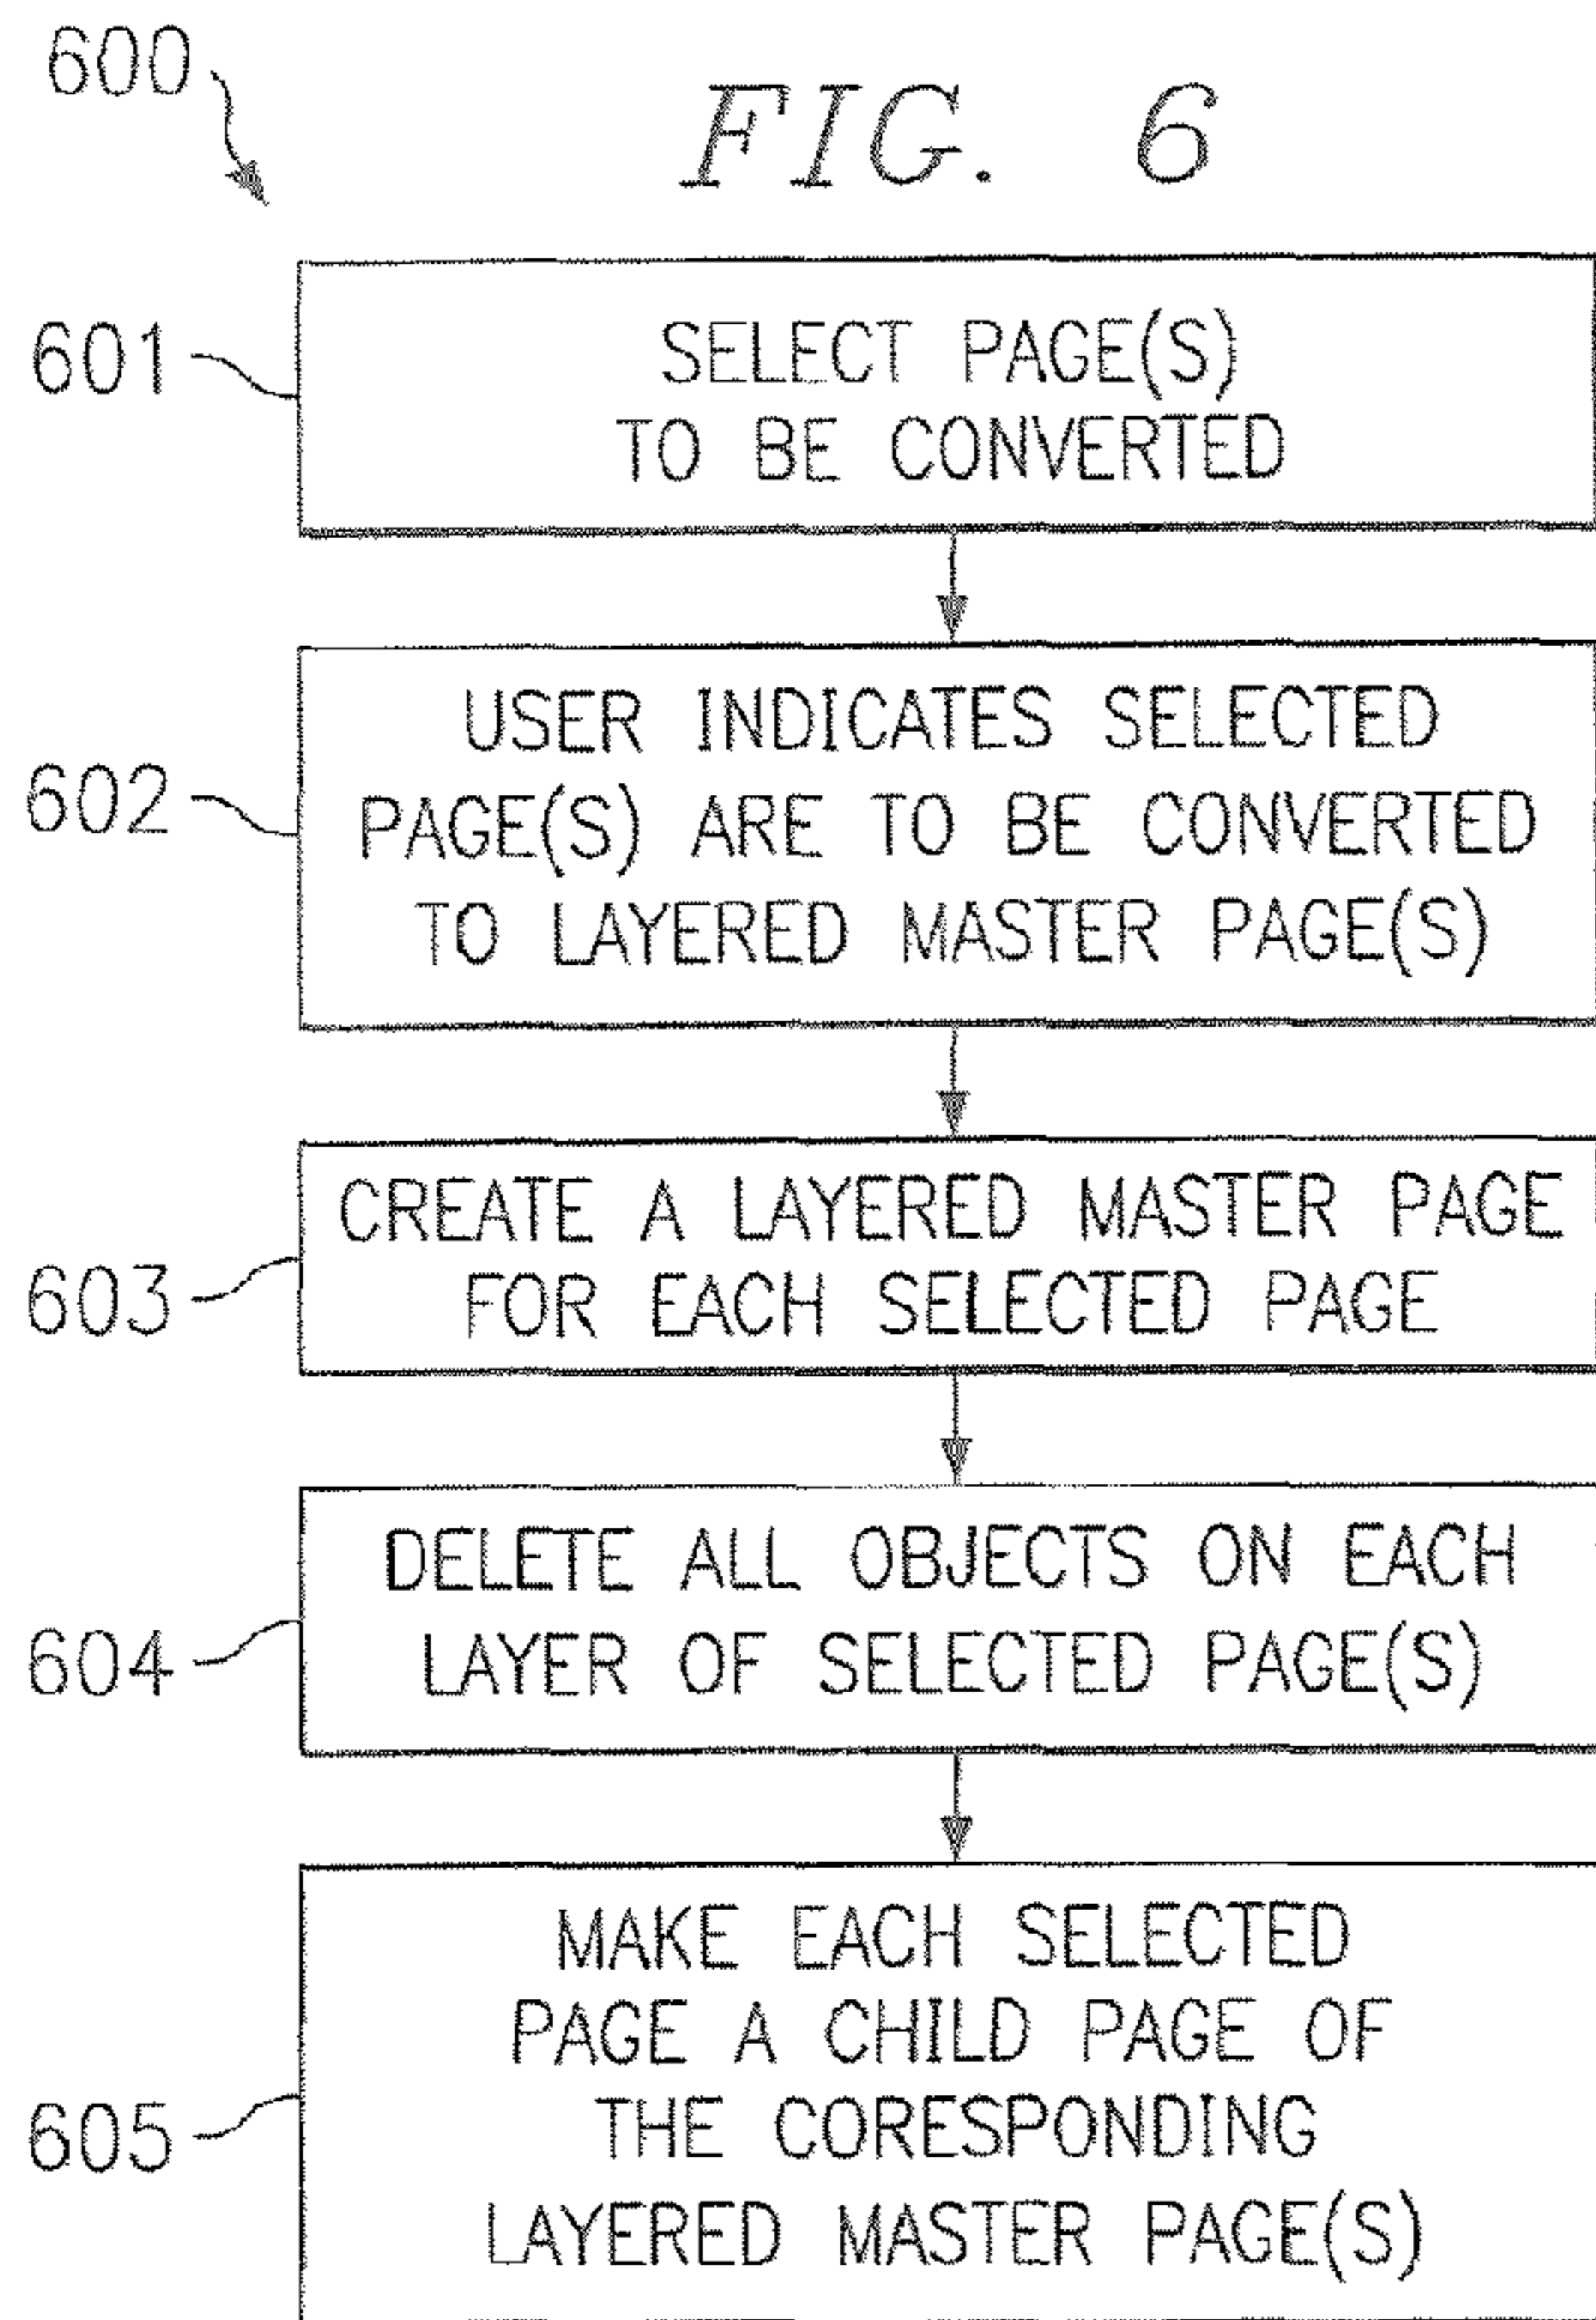 600
FIG. 6
601
SELECT PAGE(S)
TO BE CONVERTED
602
USER INDICATES SELECTED
PAGE(S) ARE TO BE CONVERTED
TO LAYERED MASTER PAGE(S)
603
CREATE A LAYERED MASTER PAGE
FOR EACH SELECTED PAGE
604
DELETE ALL OBJECTS ON EACH
LAYER OF SELECTED PAGE(S)
605
MAKE EACH SELECTED
PAGE A CHILD PAGE OF
THE CORESPONDING
LAYERED MASTER PAGE(S)